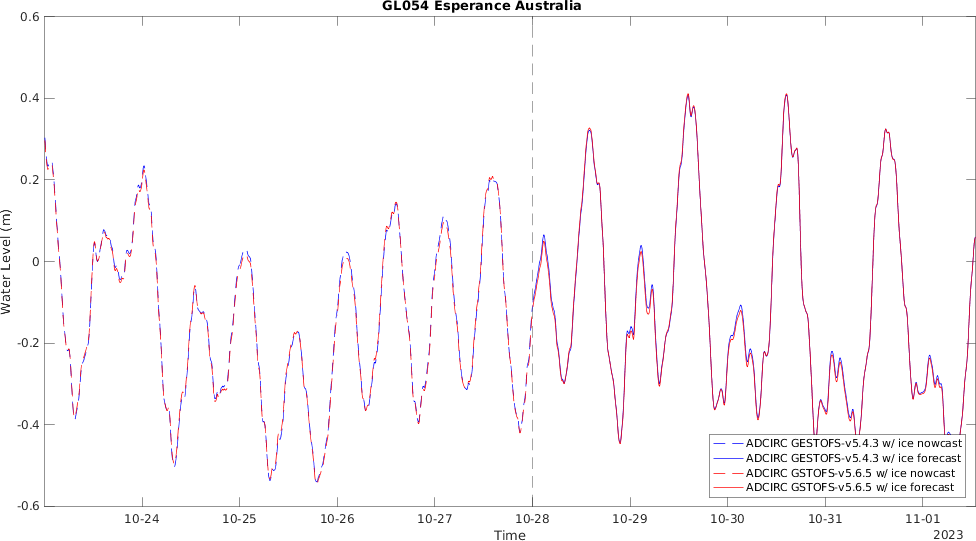 GL054 Esperance Australia
0.6
0.4
0.2
0
-0.2
-0.4
-0.6
Water Level (m)
ADCIRC GESTOFS-v5.4.3 w/ ice nowcast
ADCIRC GESTOFS-v5.4.3 w/ ice forecast
ADCIRC GSTOFS-v5.6.5 w/ ice nowcast
ADCIRC GSTOFS-v5.6.5 w/ ice forecast
10-24 10-25 10-26 10-27 10-28 10-29 10-30 10-31 11-01
Time
2023